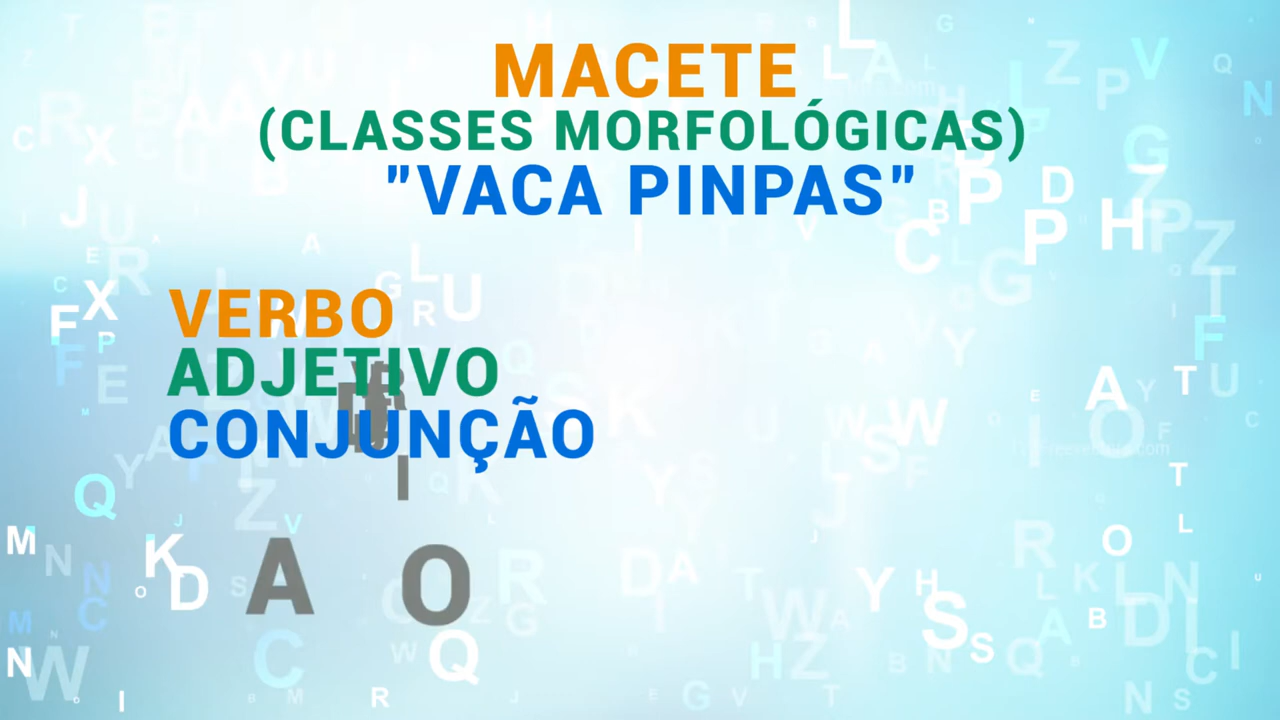 MACETE
(CLASSES MORFOLÓGICAS)
"VACA PINPAS"
VERBO
ADJETIVO
CONJUNÇÃO
A O